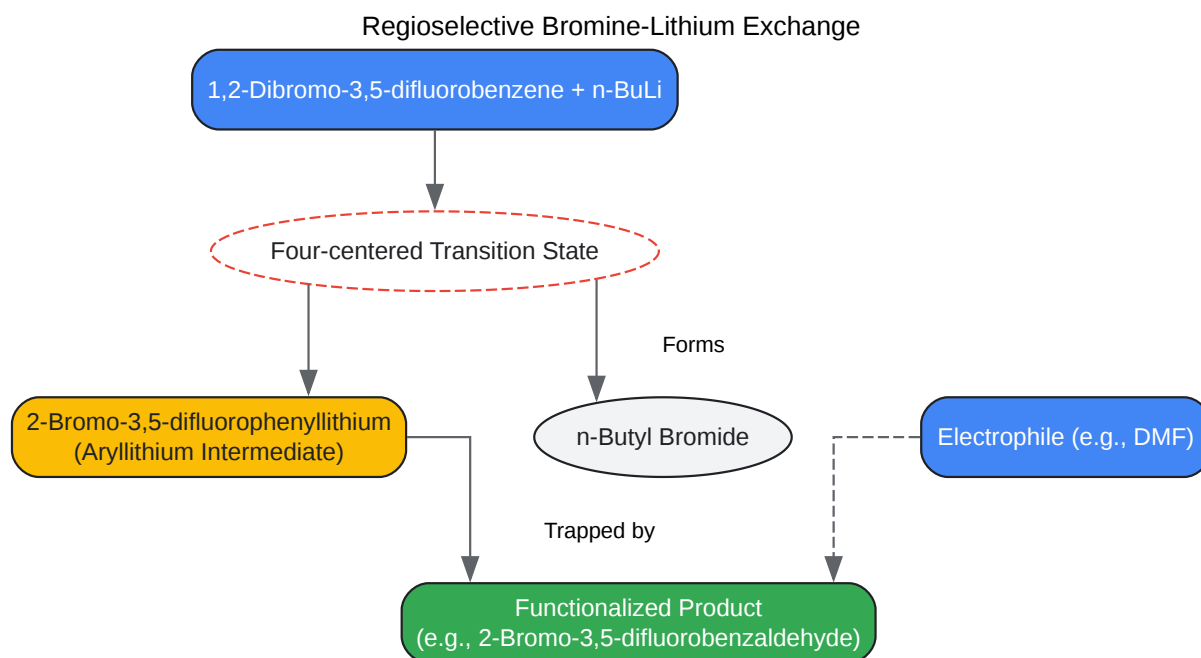 Regioselective Bromine-Lithium Exchange
1,2-Dibromo-3,5-difluorobenzene + n-BuLi
Four-centered Transition State
Forms
2-Bromo-3,5-difluorophenyllithium
(Aryllithium Intermediate)
n-Butyl Bromide
Electrophile (e.g., DMF)
Trapped by
Functionalized Product
(e.g., 2-Bromo-3,5-difluorobenzaldehyde)